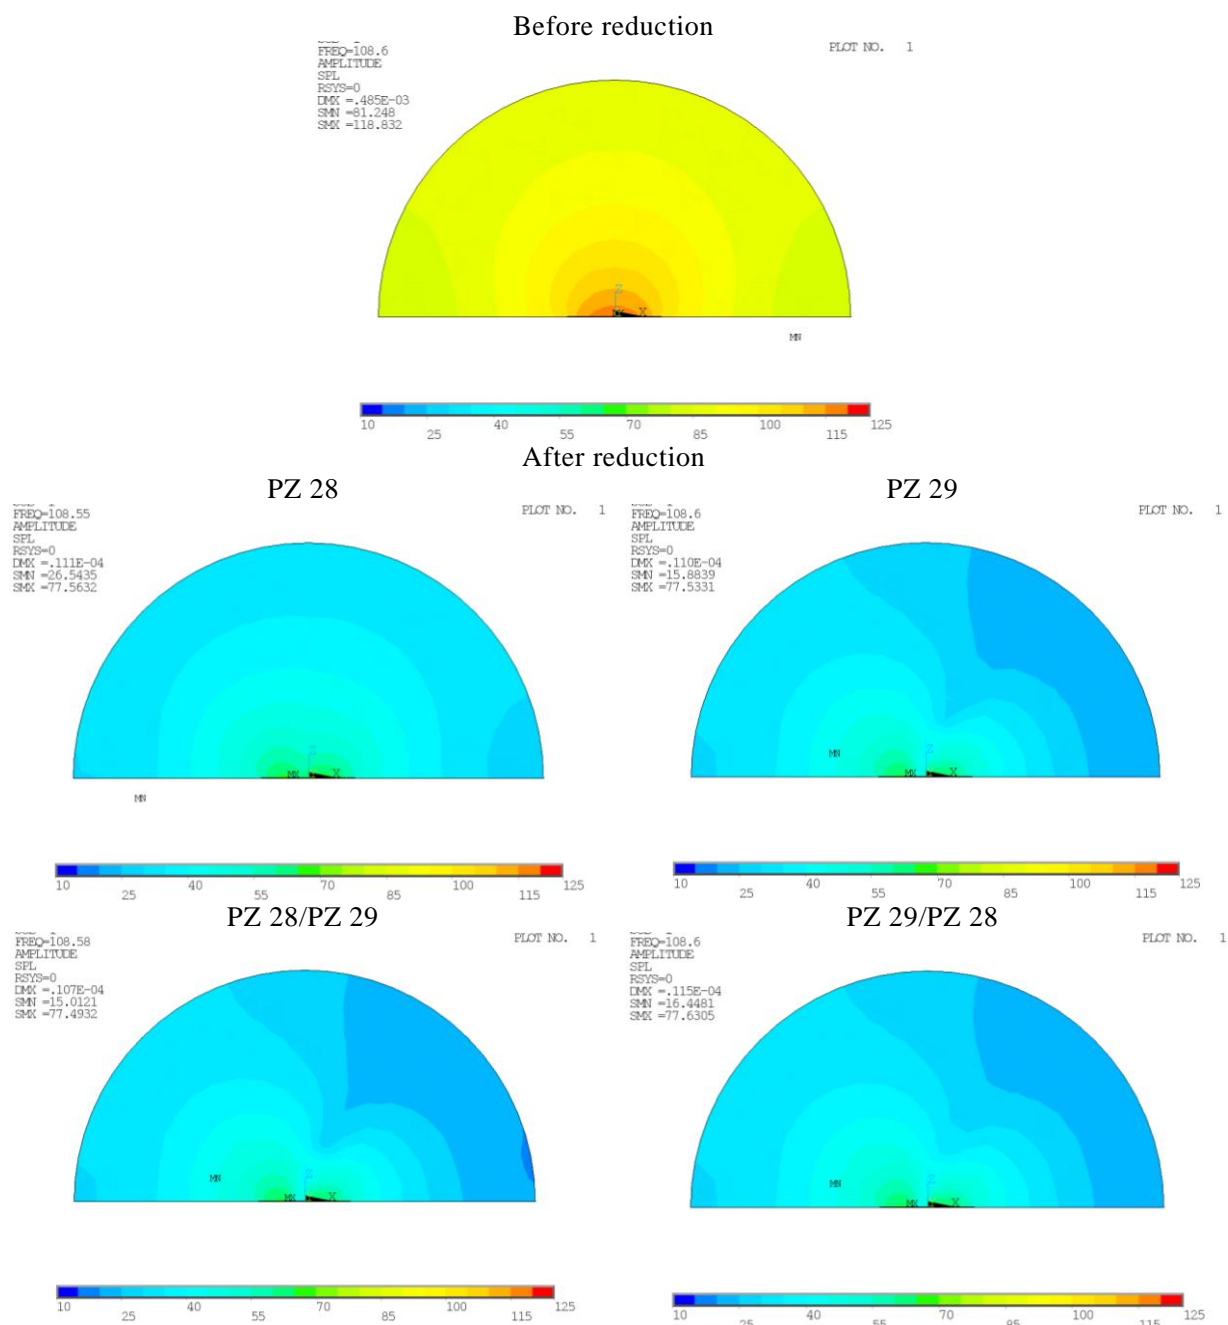 Before reduction
PLOT NO. 1
FREQ=108.6
AMPLITUDE
SPL
RSYS=0
DMX =.485E-03
SMN =81.248
SMX =118.832
Z
MX X
MN
10 25 40 55 70 85 100 115 125
After reduction
PZ 28
PLOT NO. 1
FREQ=108.55
AMPLITUDE
SPL
RSYS=0
DMX =.111E-04
SMN =26.5435
SMX =77.5632
Z
MX X
MN
10 25 40 55 70 85 100 115 125
PZ 29
PLOT NO. 1
FREQ=108.6
AMPLITUDE
SPL
RSYS=0
DMX =.110E-04
SMN =15.8839
SMX =77.5331
MN Z
MX X
10 25 40 55 70 85 100 115 125
PZ 28/PZ 29
PLOT NO. 1
FREQ=108.58
AMPLITUDE
SPL
RSYS=0
DMX =.107E-04
SMN =15.0121
SMX =77.4932
MN Z
MX X
10 25 40 55 70 85 100 115 125
PZ 29/PZ 28
PLOT NO. 1
FREQ=108.6
AMPLITUDE
SPL
RSYS=0
DMX =.115E-04
SMN =16.4481
SMX =77.6305
MN Z
MX X
10 25 40 55 70 85 100 115 125